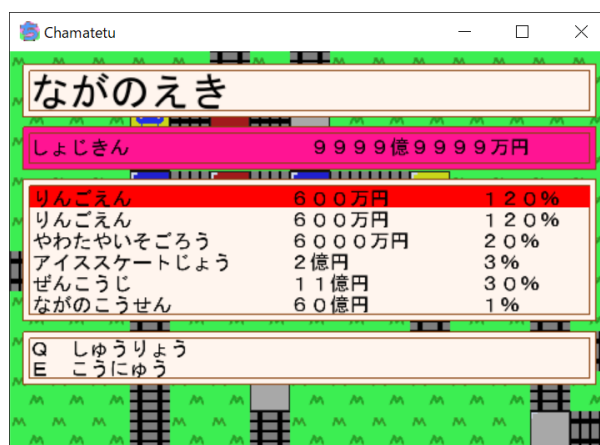 Chamatetu
ながのえき
しょじきん ９９９９億９９９９万円
りんごえん ６００万円 １２０%
りんごえん ６００万円 １２０%
やわたやいそごろう ６０００万円 ２０%
アイススケートじょう ２億円 ３%
ぜんこうじ １１億円 ３０%
ながのこうせん ６０億円 １%
Q しゅうりょう
E こうにゅう